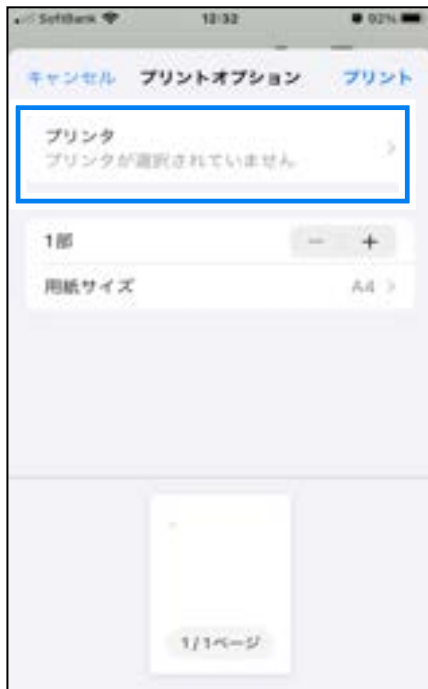 SoftBank 12:32 92%
キャンセル プリントオプション プリント
プリンタ
プリンタが選択されていません
1部 − +
用紙サイズ A4
1/1ページ